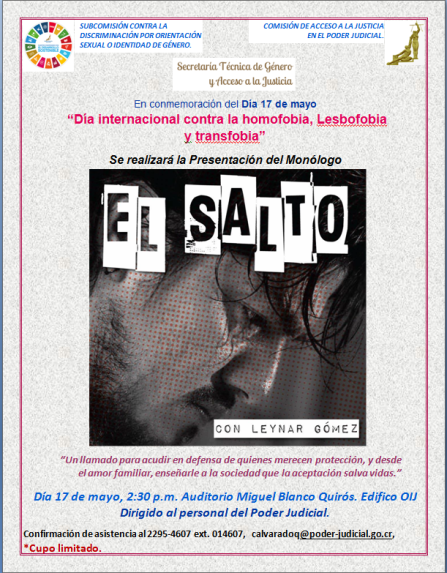 SUBCOMISIÓN CONTRA LA
DISCRIMINACIÓN POR ORIENTACIÓN
SEXUAL O IDENTIDAD DE GÉNERO.
COMISIÓN DE ACCESO A LA JUSTICIA
EN EL PODER JUDICIAL.
Secretaría Técnica de Género
y Acceso a la Justicia
En conmemoración del Día 17 de mayo
“Día internacional contra la homofobia, Lesbofobia
y transfobia”
Se realizará la Presentación del Monólogo
EL SALTO
CON LEYNAR GÓMEZ
“Un llamado para acudir en defensa de quienes merecen protección, y desde
el amor familiar, enseñarle a la sociedad que la aceptación salva vidas.”
Día 17 de mayo, 2:30 p.m. Auditorio Miguel Blanco Quirós. Edifico OIJ
Dirigido al personal del Poder Judicial.
Confirmación de asistencia al 2295-4607 ext. 014607, calvaradoq@poder-judicial.go.cr,
*Cupo limitado.